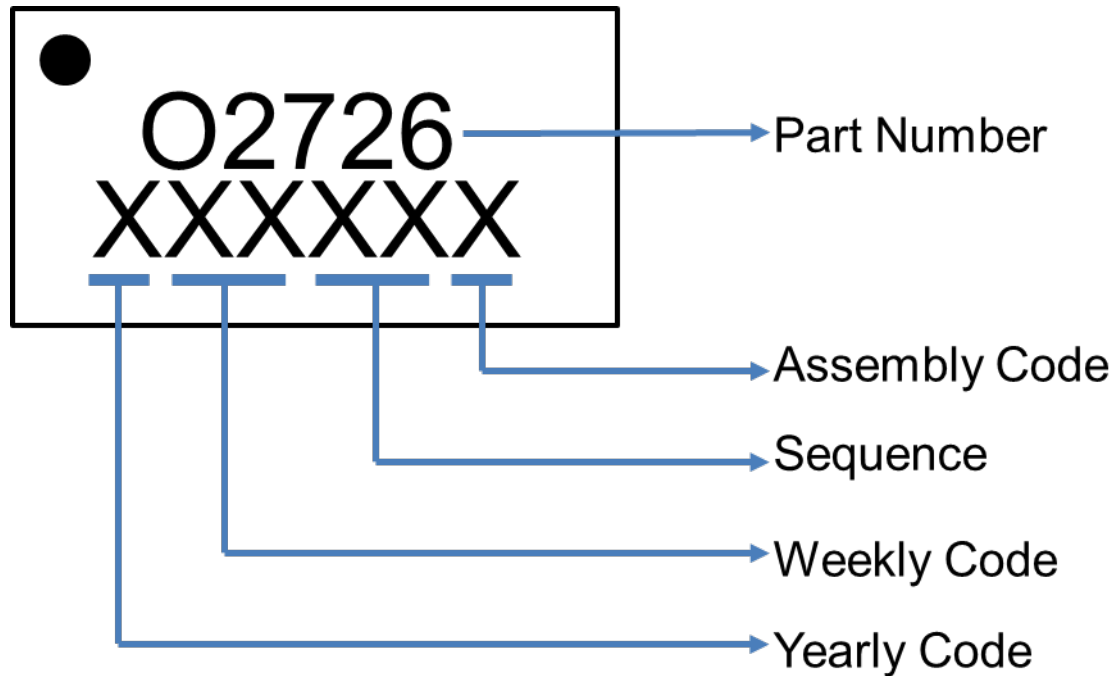 O2726
XXXXXX
Part Number
Assembly Code
Sequence
Weekly Code
Yearly Code